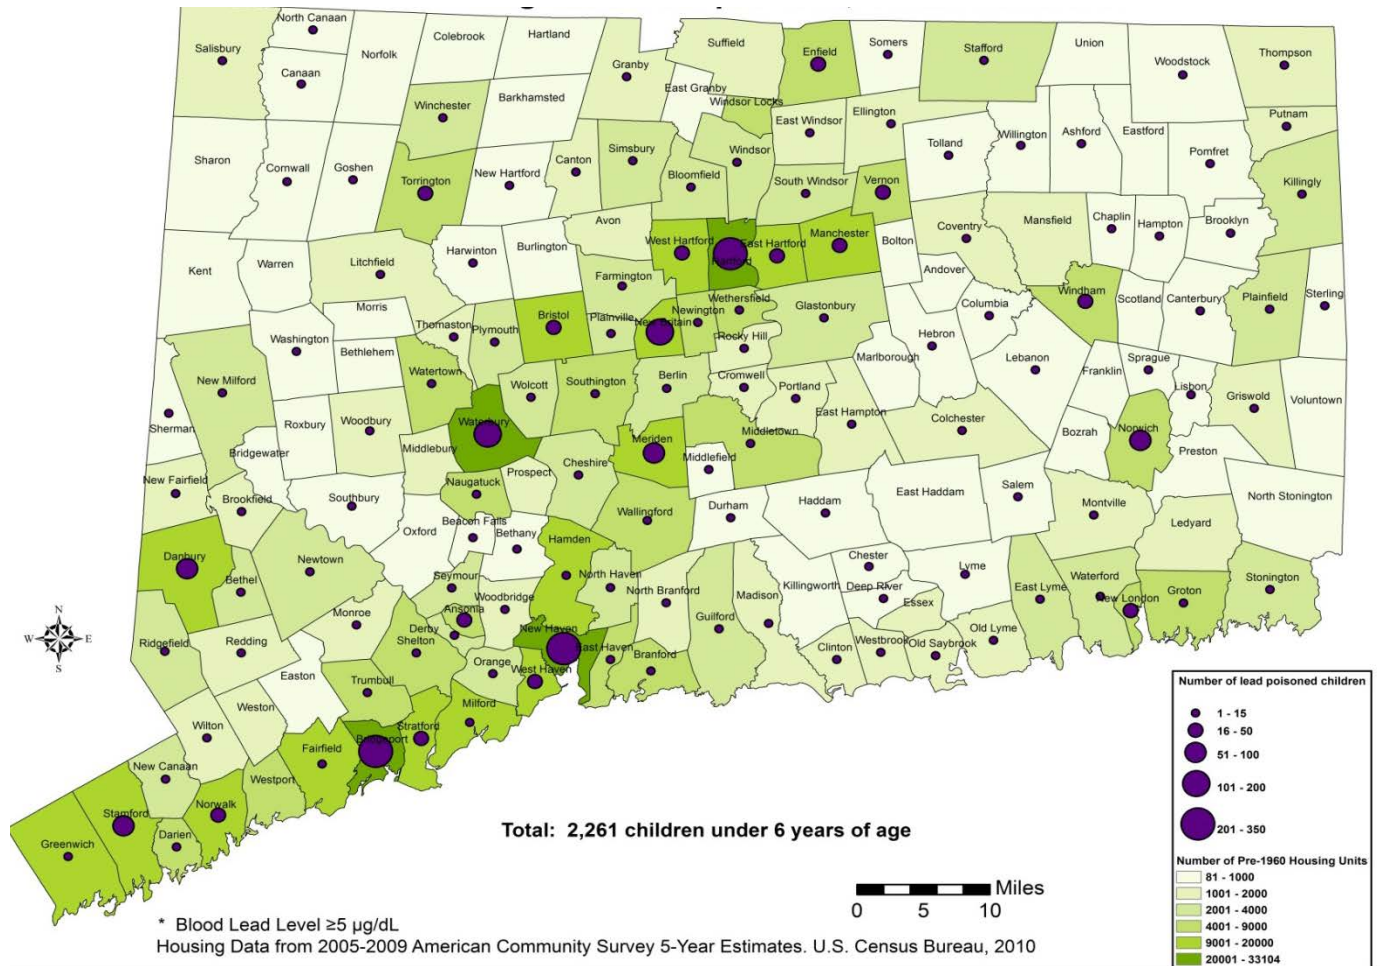 North Canaan
Salisbury
Canaan
Norfolk
Colebrook
Hartland
Granby
Suffield
East Granby
Windsor Locks
Enfield
Somers
Stafford
Union
Woodstock
Thompson
Winchester
Barkhamsted
East Windsor
Ellington
Putnam
Sharon
Cornwall
Goshen
Torrington
New Hartford
Canton
Simsbury
Bloomfield
Windsor
South Windsor
Vernon
Tolland
Willington
Ashford
Eastford
Pomfret
Killingly
Kent
Warren
Litchfield
Harwinton
Burlington
Avon
West Hartford
Hartford
East Hartford
Manchester
Bolton
Coventry
Mansfield
Chaplin
Hampton
Brooklyn
Morris
Farmington
Andover
Columbia
Windham
Scotland
Canterbury
Plainfield
Sterling
Washington
Bethlehem
Thomaston
Plymouth
Bristol
Plainville
New Britain
Newington
Wethersfield
Rocky Hill
Glastonbury
Hebron
Marlborough
Lebanon
Franklin
Sprague
Lisbon
Griswold
Voluntown
New Milford
Watertown
Wolcott
Southington
Berlin
Cromwell
Portland
East Hampton
Colchester
Sherman
Roxbury
Woodbury
Waterbury
Middlebury
Meriden
Middletown
Middlefield
Bozrah
Norwich
Preston
Bridgewater
Prospect
Cheshire
New Fairfield
Brookfield
Southbury
Naugatuck
Wallingford
Durham
Haddam
East Haddam
Salem
Montville
Ledyard
North Stonington
Oxford
Beacon Falls
Bethany
Hamden
Danbury
Bethel
Newtown
Seymour
Woodbridge
North Haven
North Branford
Killingworth
Chester
Deep River
Essex
Lyme
East Lyme
Waterford
New London
Groton
Stonington
Monroe
Ansonia
Derby
Shelton
New Haven
East Haven
Guilford
Madison
Clinton
Westbrook
Old Saybrook
Old Lyme
N
W E
S
Ridgefield
Redding
Easton
Trumbull
Orange
West Haven
Branford
Wilton
Weston
Fairfield
Bridgeport
Stratford
Milford
New Canaan
Westport
Norwalk
Stamford
Darien
Greenwich
Total: 2,261 children under 6 years of age
Miles
0 5 10
* Blood Lead Level ≥5 µg/dL
Housing Data from 2005-2009 American Community Survey 5-Year Estimates. U.S. Census Bureau, 2010
Number of lead poisoned children
1 - 15
16 - 50
51 - 100
101 - 200
201 - 350
Number of Pre-1960 Housing Units
81 - 1000
1001 - 2000
2001 - 4000
4001 - 9000
9001 - 20000
20001 - 33104